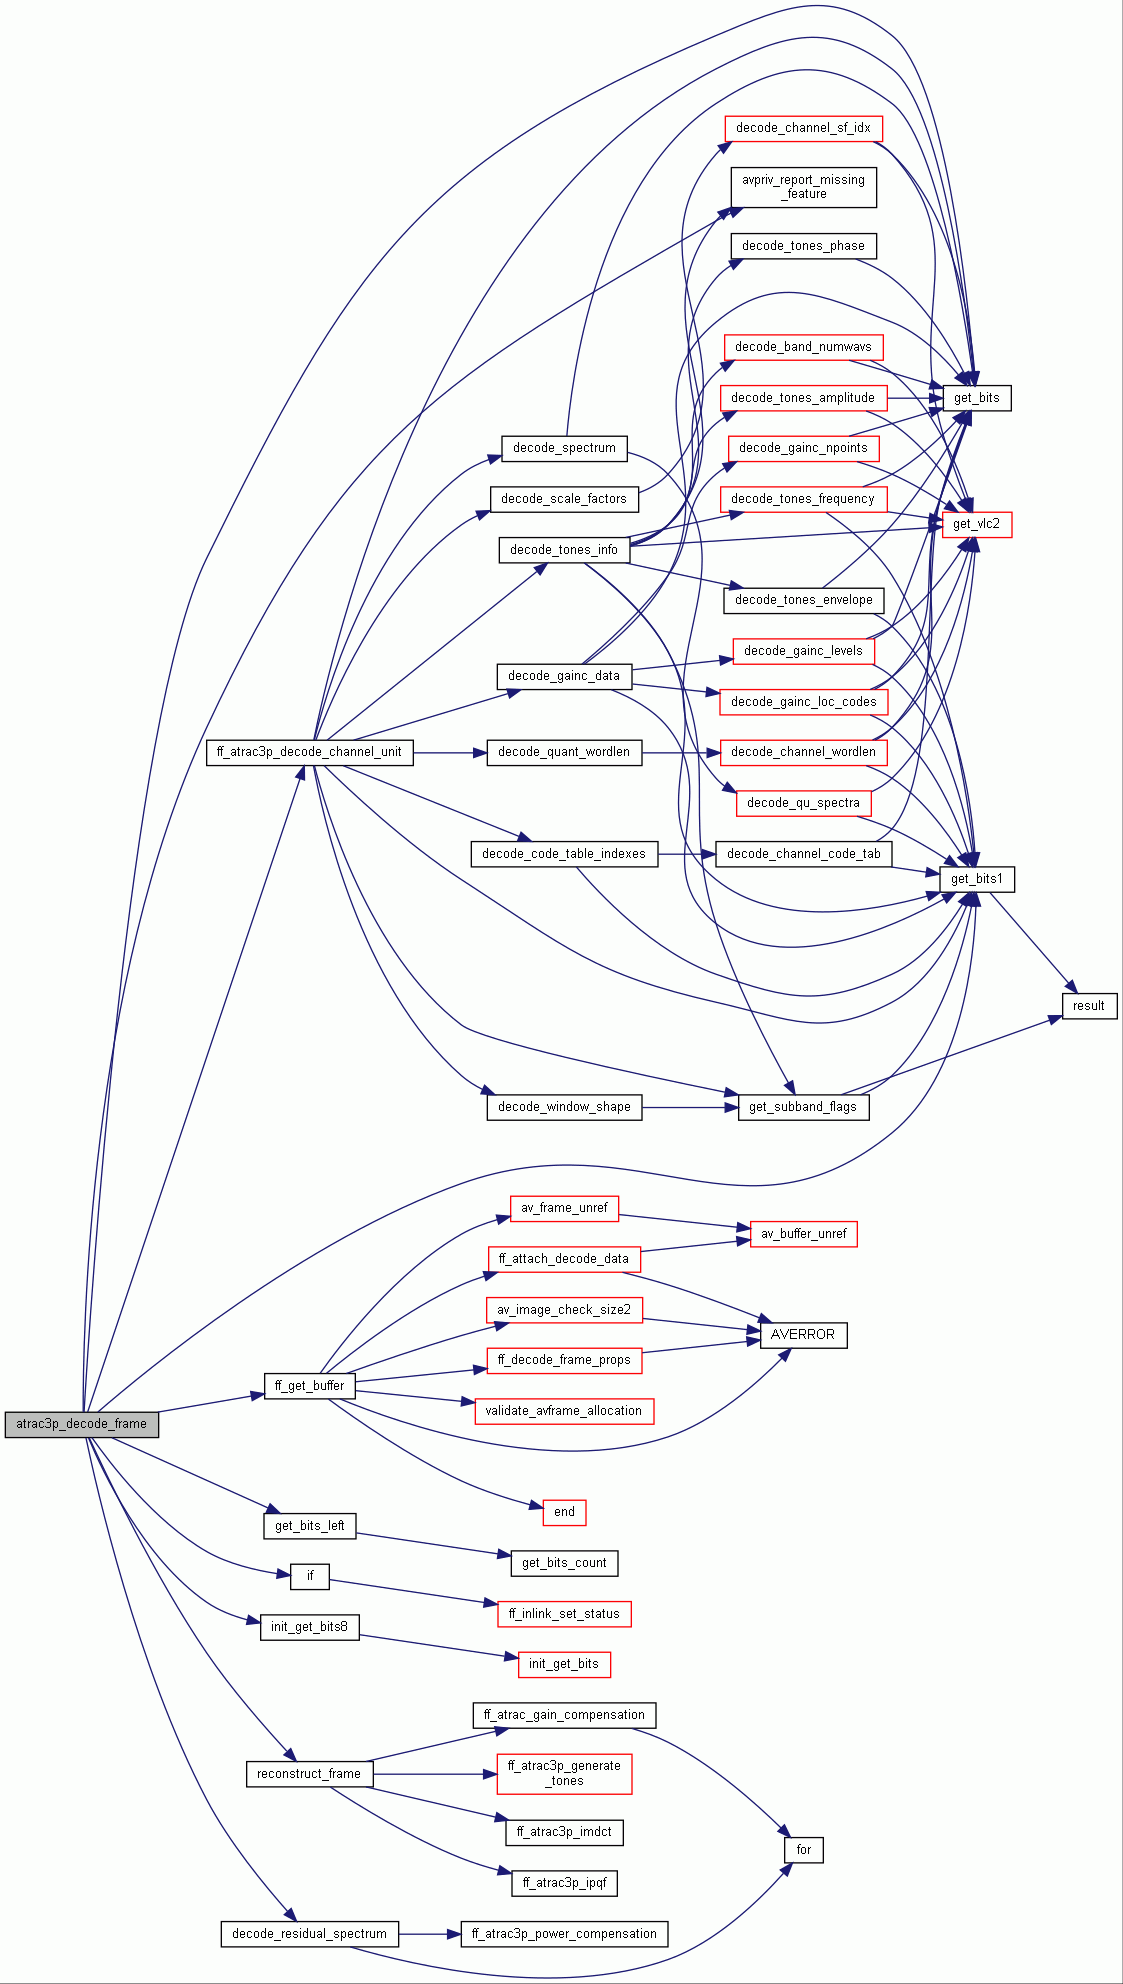 decode_channel_sf_idx
avpriv_report_missing
_feature
decode_tones_phase
decode_band_numwavs
decode_tones_amplitude
get_bits
decode_spectrum
decode_gainc_npoints
decode_scale_factors
decode_tones_frequency
get_vlc2
decode_tones_info
decode_tones_envelope
decode_gainc_levels
decode_gainc_data
decode_gainc_loc_codes
ff_atrac3p_decode_channel_unit
decode_quant_wordlen
decode_channel_wordlen
decode_qu_spectra
decode_code_table_indexes
decode_channel_code_tab
get_bits1
result
decode_window_shape
get_subband_flags
av_frame_unref
av_buffer_unref
ff_attach_decode_data
av_image_check_size2
AVERROR
ff_decode_frame_props
ff_get_buffer
validate_avframe_allocation
atrac3p_decode_frame
end
get_bits_left
get_bits_count
if
ff_inlink_set_status
init_get_bits8
init_get_bits
ff_atrac_gain_compensation
reconstruct_frame
ff_atrac3p_generate
_tones
ff_atrac3p_imdct
for
ff_atrac3p_ipqf
decode_residual_spectrum
ff_atrac3p_power_compensation